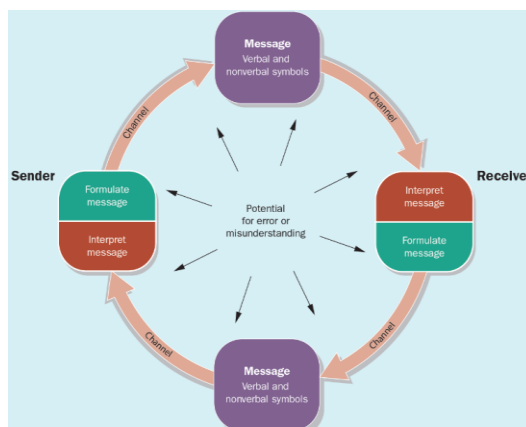 Message
Verbal and
nonverbal symbols
Channel
Channel
Sender
Formulate
message
Interpret
message
Receive
Interpret
message
Formulate
message
Potential
for error or
misunderstanding
Channel
Channel
Message
Verbal and
nonverbal symbols